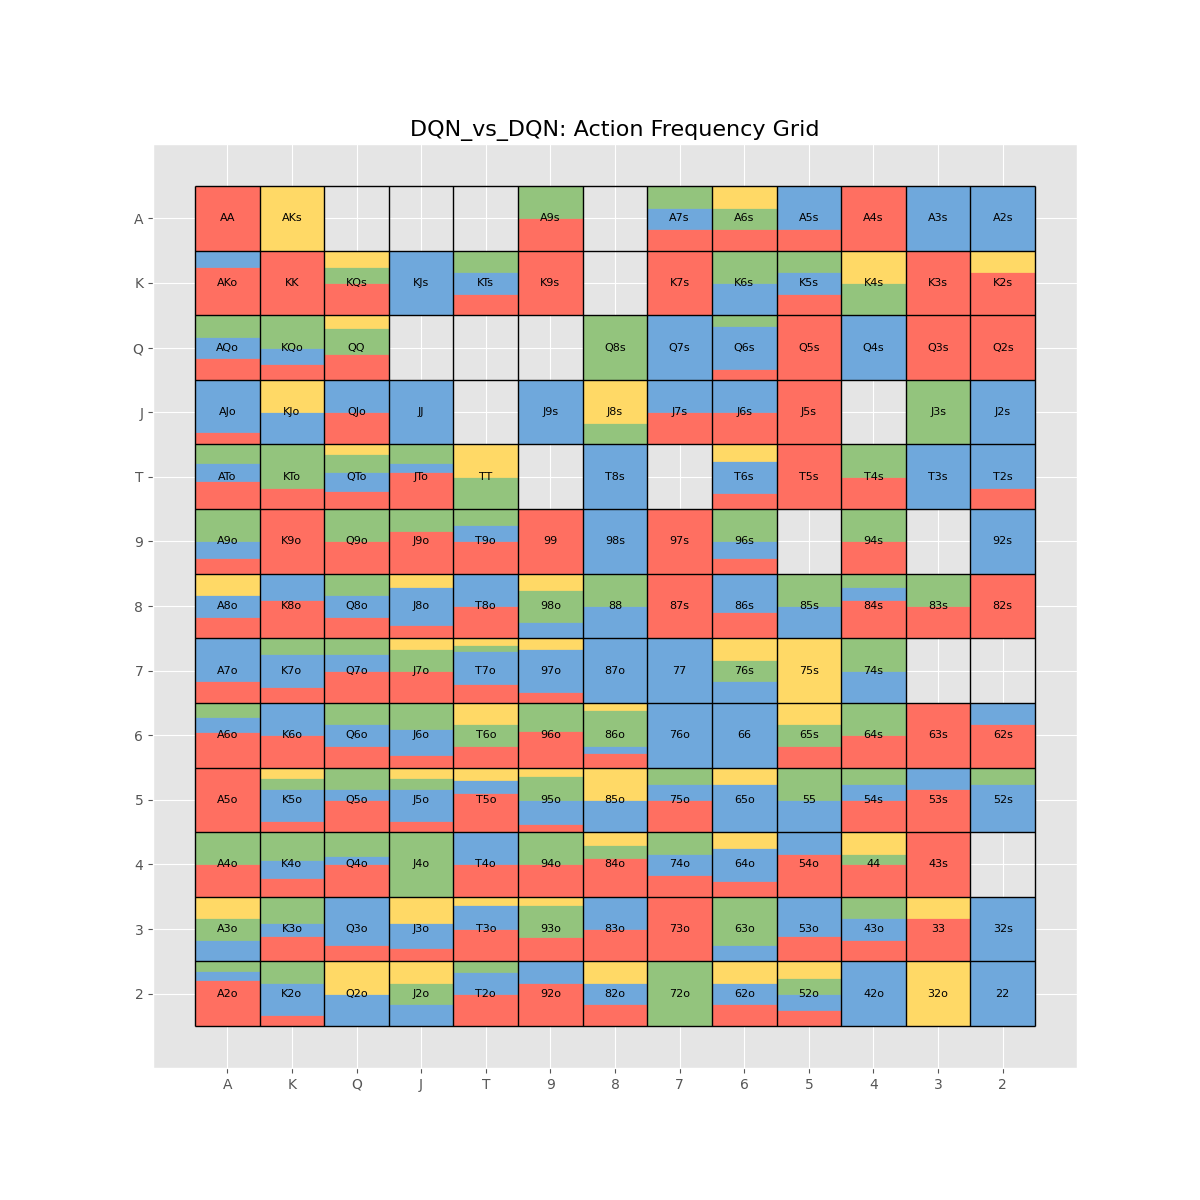 DQN_vs_DQN: Action Frequency Grid
A AA AKs A9s A7s A6s A5s A4s A3s A2s
K AKo KK KQs KJs KTs K9s K7s K6s K5s K4s K3s K2s
Q AQo KQo QQ Q8s Q7s Q6s Q5s Q4s Q3s Q2s
J AJo KJo QJo JJ J9s J8s J7s J6s J5s J3s J2s
T ATo KTo QTo JTo TT T8s T6s T5s T4s T3s T2s
9 A9o K9o Q9o J9o T9o 99 98s 97s 96s 94s 92s
8 A8o K8o Q8o J8o T8o 98o 88 87s 86s 85s 84s 83s 82s
7 A7o K7o Q7o J7o T7o 97o 87o 77 76s 75s 74s
6 A6o K6o Q6o J6o T6o 96o 86o 76o 66 65s 64s 63s 62s
5 A5o K5o Q5o J5o T5o 95o 85o 75o 65o 55 54s 53s 52s
4 A4o K4o Q4o J4o T4o 94o 84o 74o 64o 54o 44 43s
3 A3o K3o Q3o J3o T3o 93o 83o 73o 63o 53o 43o 33 32s
2 A2o K2o Q2o J2o T2o 92o 82o 72o 62o 52o 42o 32o 22
A K Q J T 9 8 7 6 5 4 3 2